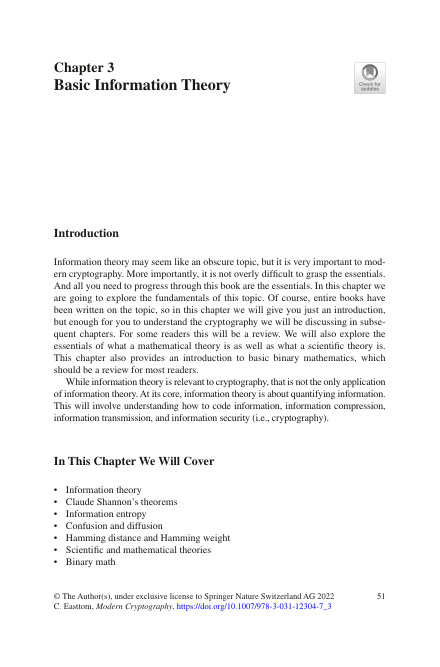 Chapter 3
Basic Information Theory
Check for
updates
Introduction
Information theory may seem like an obscure topic, but it is very important to mod-
ern cryptography. More importantly, it is not overly difficult to grasp the essentials.
And all you need to progress through this book are the essentials. In this chapter we
are going to explore the fundamentals of this topic. Of course, entire books have
been written on the topic, so in this chapter we will give you just an introduction,
but enough for you to understand the cryptography we will be discussing in subse-
quent chapters. For some readers this will be a review. We will also explore the
essentials of what a mathematical theory is as well as what a scientific theory is.
This chapter also provides an introduction to basic binary mathematics, which
should be a review for most readers.
While information theory is relevant to cryptography, that is not the only application
of information theory. At its core, information theory is about quantifying information.
This will involve understanding how to code information, information compression,
information transmission, and information security (i.e., cryptography).
In This Chapter We Will Cover
• Information theory
• Claude Shannon's theorems
• Information entropy
• Confusion and diffusion
• Hamming distance and Hamming weight
• Scientific and mathematical theories
• Binary math
© The Author(s), under exclusive license to Springer Nature Switzerland AG 2022 51
C. Easttom, Modern Cryptography, https://doi.org/10.1007/978-3-031-12304-7_3